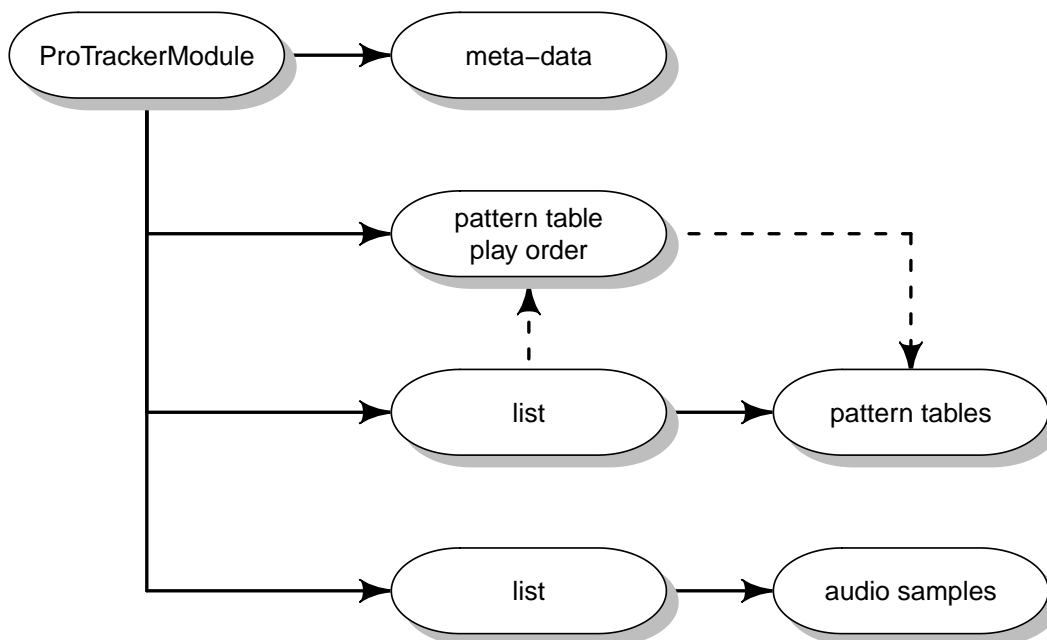 ProTrackerModule
meta−data
pattern table
play order
list
pattern tables
list
audio samples